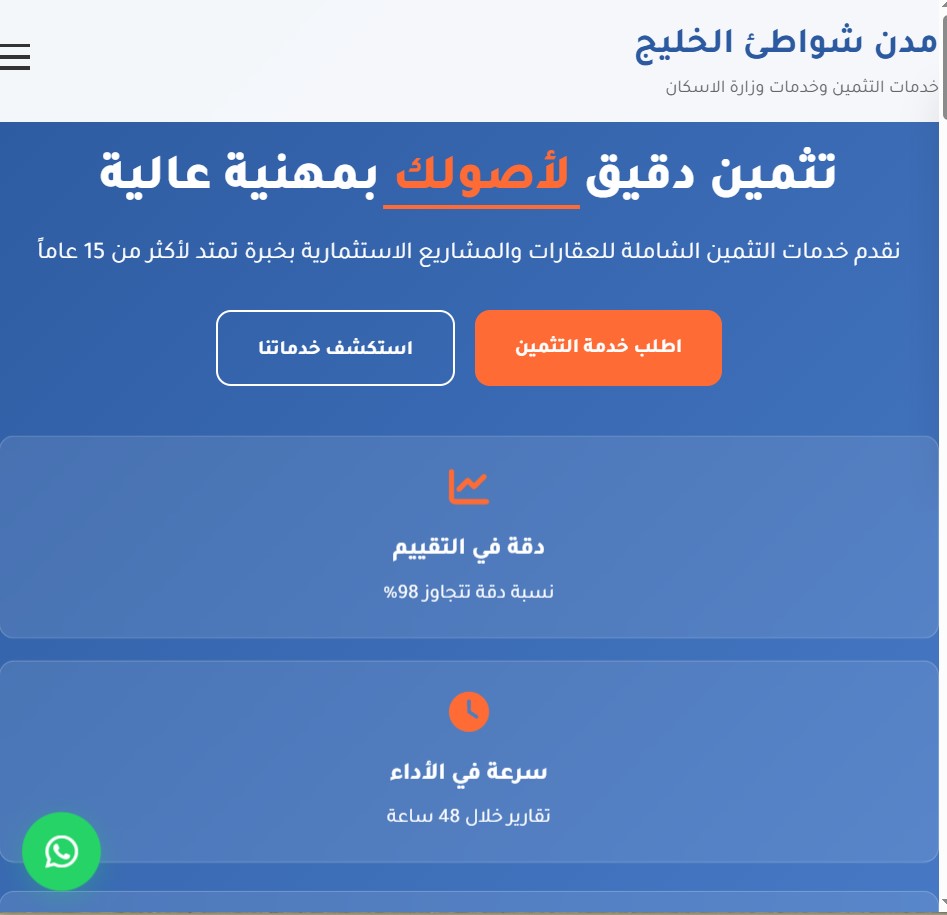 مدن شواطئ الخليج
خدمات التثمين وخدمات وزارة الاسكان
تثمين دقيق لأصولك بمهنية عالية
نقدم خدمات التثمين الشاملة للعقارات والمشاريع الاستثمارية بخبرة تمتد لأكثر من 15 عاماً
اطلب خدمة التثمين
استكشف خدماتنا
دقة في التقييم
نسبة دقة تتجاوز 98%
سرعة في الأداء
تقارير خلال 48 ساعة